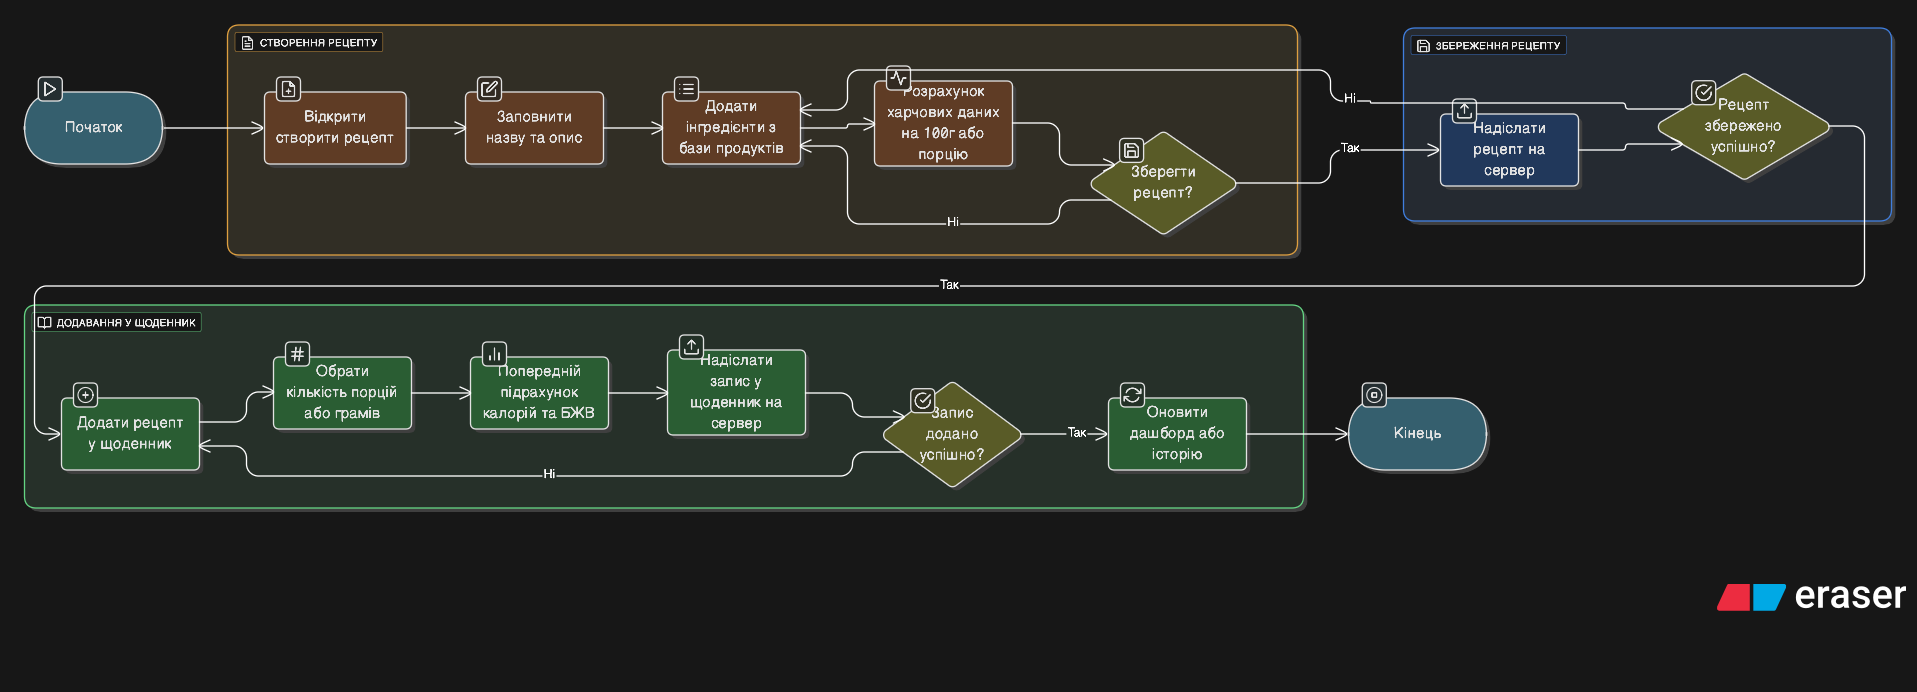 СТВОРЕННЯ РЕЦЕПТУ
Початок
Відкрити
створити рецепт
Заповнити
назву та опис
Додати
інгредієнти з
бази продуктів
Розрахунок
харчових даних
на 100г або
порцію
Зберегти
рецепт?
Ні
Ні
Так
ЗБЕРЕЖЕННЯ РЕЦЕПТУ
Надіслати
рецепт на
сервер
Рецепт
збережено
успішно?
Так
ДОДАВАННЯ У ЩОДЕННИК
Додати рецепт
у щоденник
Обрати
кількість порцій
або грамів
Попередній
підрахунок
калорій та БЖВ
Надіслати
запис у
щоденник на
сервер
Запис
додано
успішно?
Ні
Так
Оновити
дашборд або
історію
Кінець
eraser